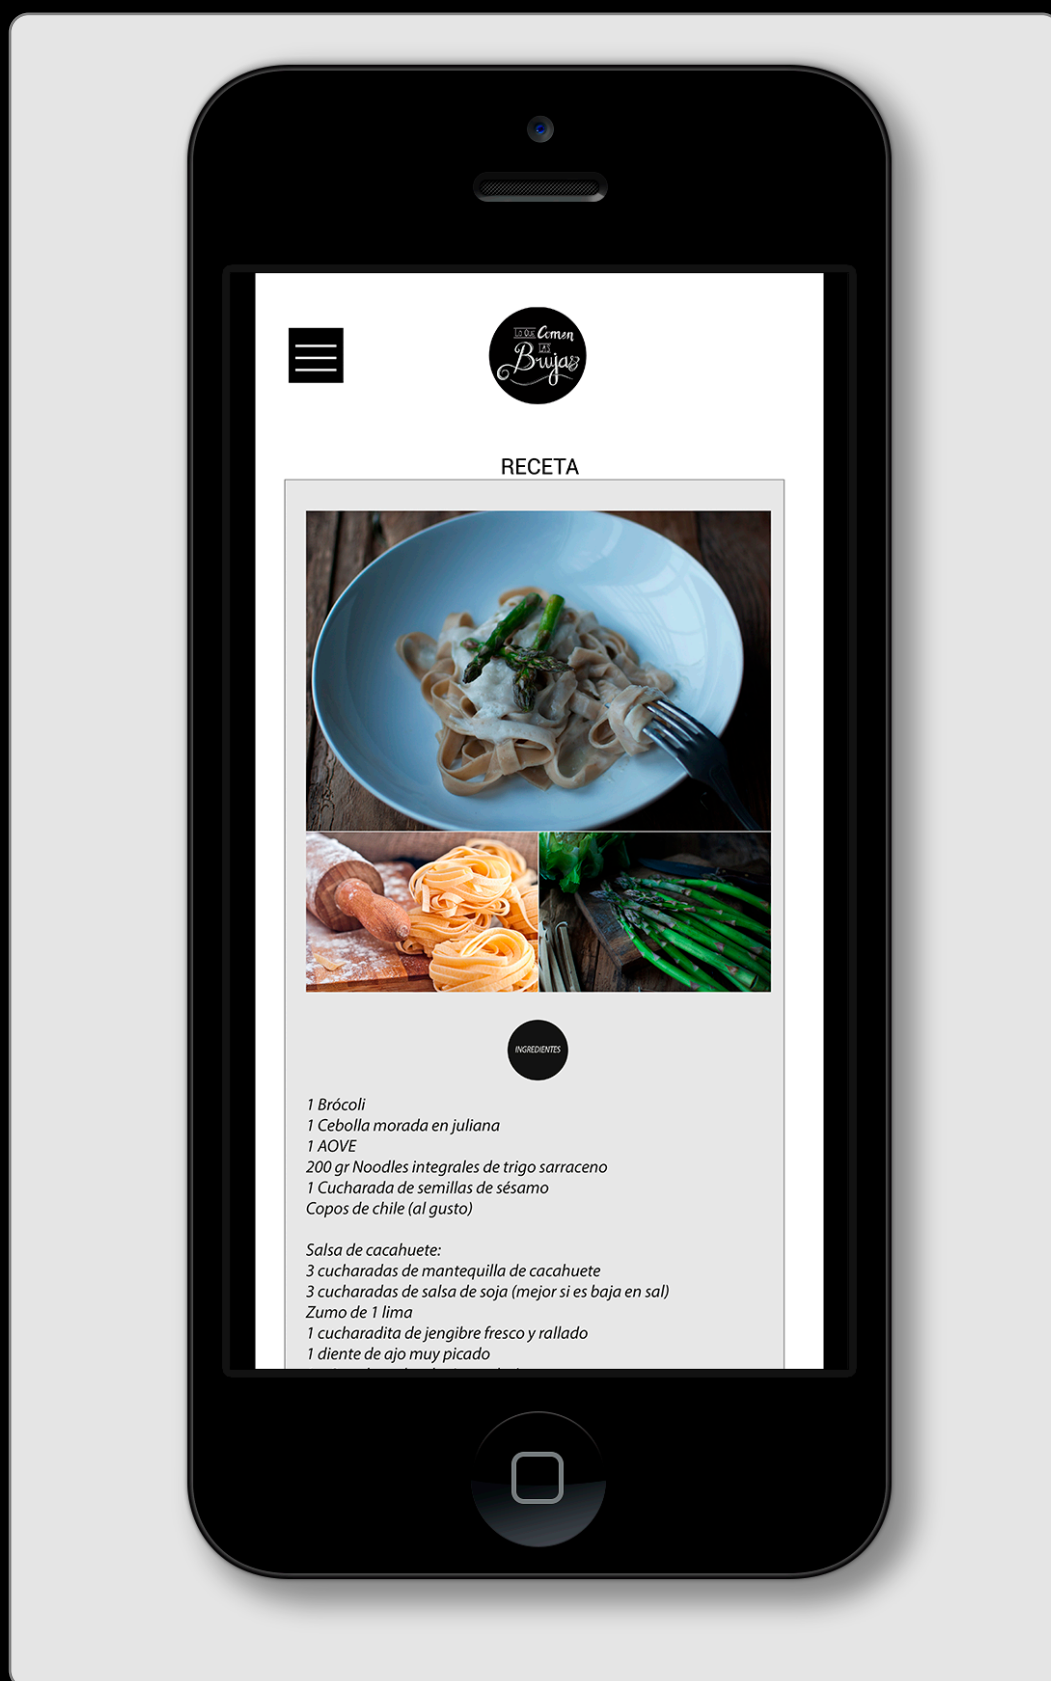 Lo Que Comen
LAS
Brujas
RECETA
INGREDIENTES
1 Brócoli
1 Cebolla morada en juliana
1 AOVE
200 gr Noodles integrales de trigo sarraceno
1 Cucharada de semillas de sésamo
Copos de chile (al gusto)
Salsa de cacahuete:
3 cucharadas de mantequilla de cacahuete
3 cucharadas de salsa de soja (mejor si es baja en sal)
Zumo de 1 lima
1 cucharadita de jengibre fresco y rallado
1 diente de ajo muy picado